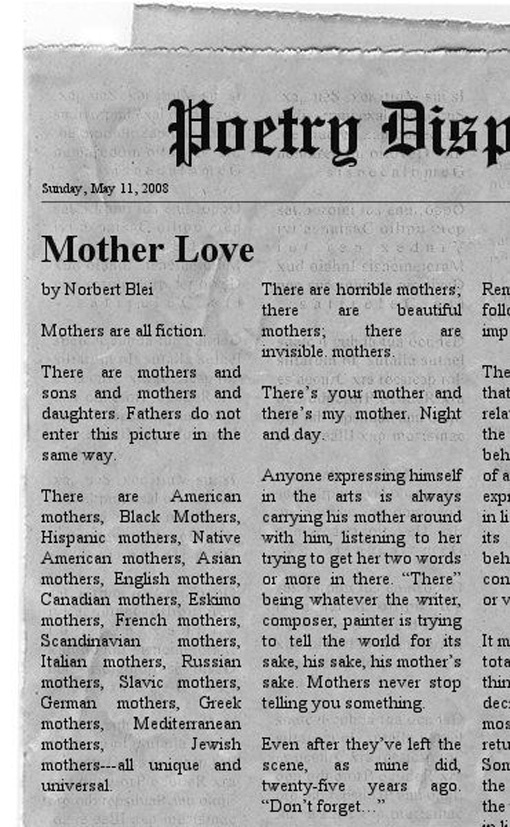 Poetry Disp
Sunday, May 11, 2008
Mother Love
by Norbert Blei
Mothers are all fiction.
There are mothers and
sons and mothers and
daughters. Fathers do not
enter this picture in the
same way.
There are American
mothers, Black Mothers,
Hispanic mothers, Native
American mothers, Asian
mothers, English mothers,
Canadian mothers, Eskimo
mothers, French mothers,
Scandinavian mothers,
Italian mothers, Russian
mothers, Slavic mothers,
German mothers, Greek
mothers, Mediterranean
mothers, Jewish
mothers---all unique and
universal.
There are horrible mothers;
there are beautiful
mothers; there are
invisible. mothers.
There's your mother and
there's my mother. Night
and day.
Anyone expressing himself
in the arts is always
carrying his mother around
with him, listening to her
trying to get her two words
or more in there. “There”
being whatever the writer,
composer, painter is trying
to tell the world for its
sake, his sake, his mother's
sake. Mothers never stop
telling you something.
Even after they've left the
scene, as mine did,
twenty-five years ago.
“Don't forget...”
Ren
follo
imp
The
that
rela
the
beh
of a
expr
in li
its
beh
con
or v
It m
tota
thin
deci
mos
retu
Som
the
the
in li